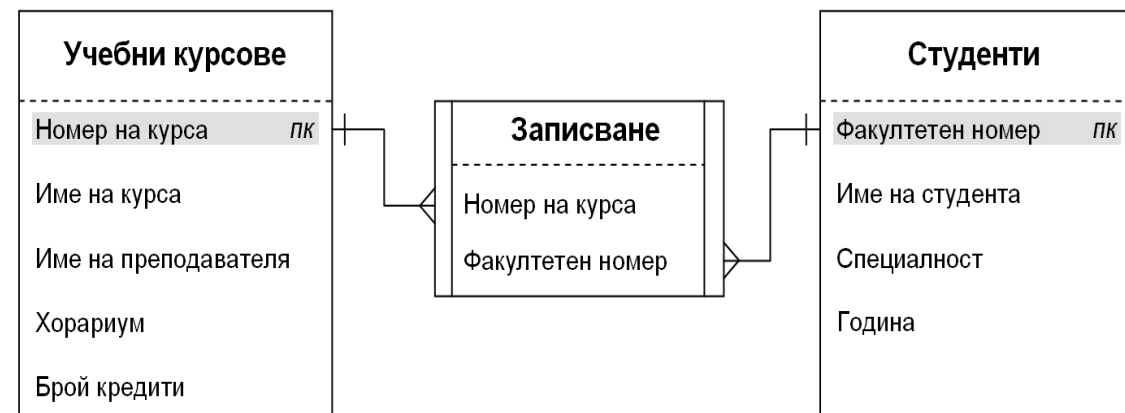 Учебни курсове
Номер на курса пк
Име на курса
Име на преподавателя
Хорариум
Брой кредити
Записване
Номер на курса
Факултетен номер
Студенти
Факултетен номер пк
Име на студента
Специалност
Година